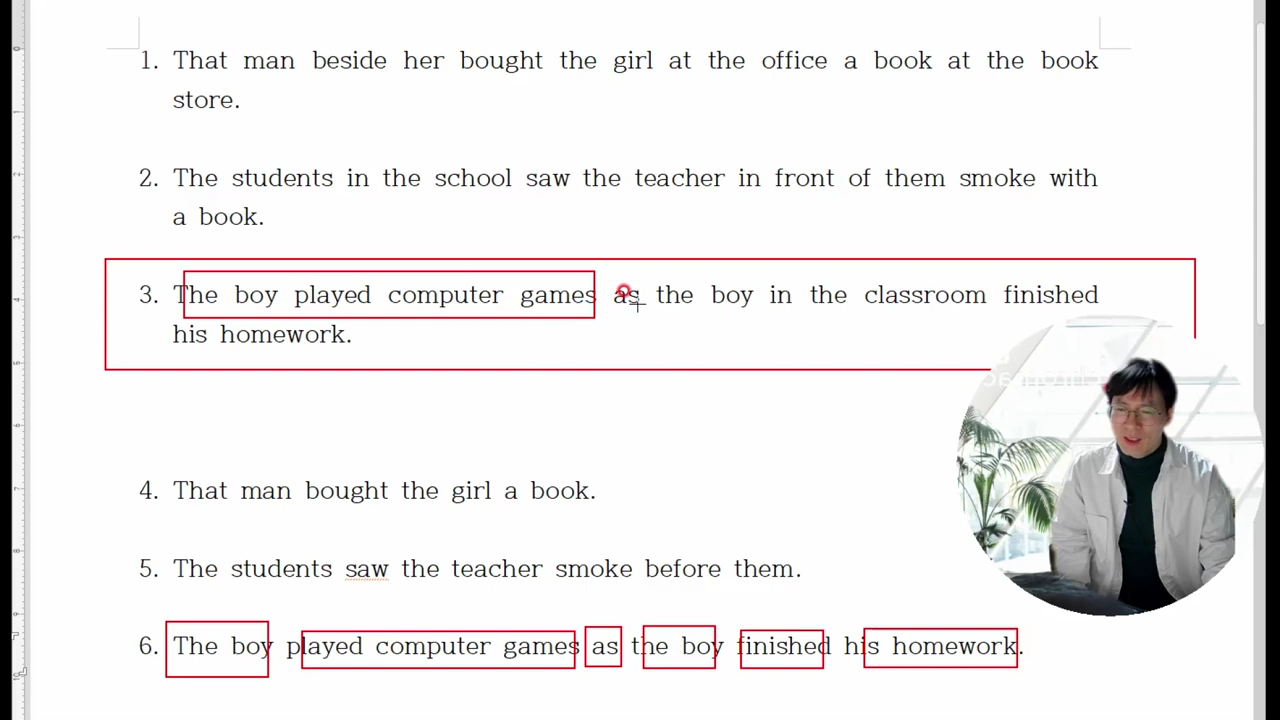 1. That man beside her bought the girl at the office a book at the book
store.
2. The students in the school saw the teacher in front of them smoke with
a book.
3. The boy played computer games as the boy in the classroom finished
his homework.
4. That man bought the girl a book.
5. The students saw the teacher smoke before them.
6. The boy played computer games as the boy finished his homework.